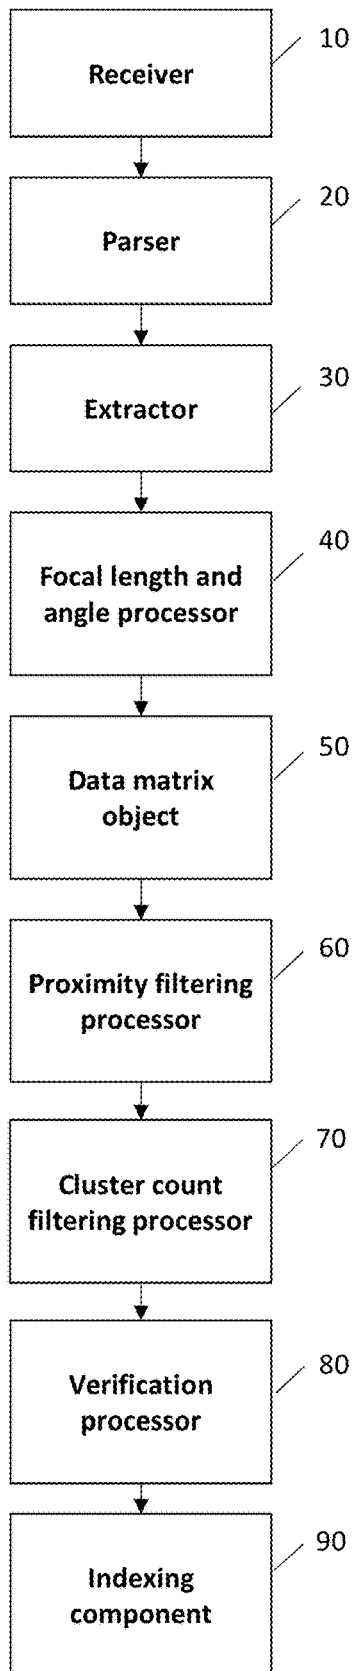 Receiver
10
Parser
20
Extractor
30
Focal length and
angle processor
40
Data matrix
object
50
Proximity filtering
processor
60
Cluster count
filtering processor
70
Verification
processor
80
Indexing
component
90